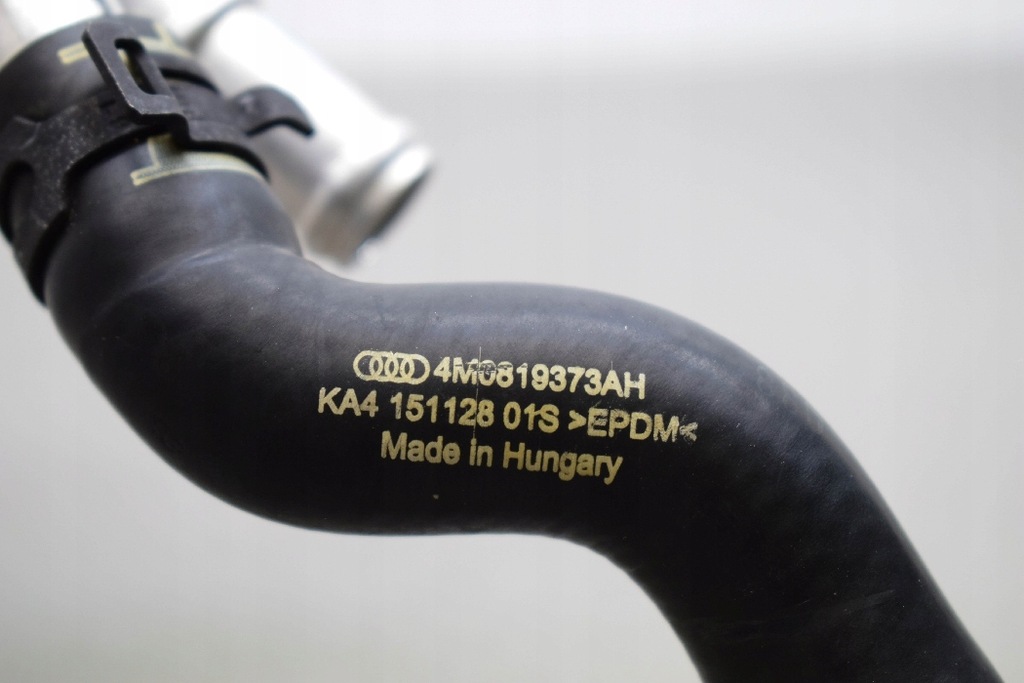 4M0819373AH
KA4 151128 01S >EPDM<
Made in Hungary